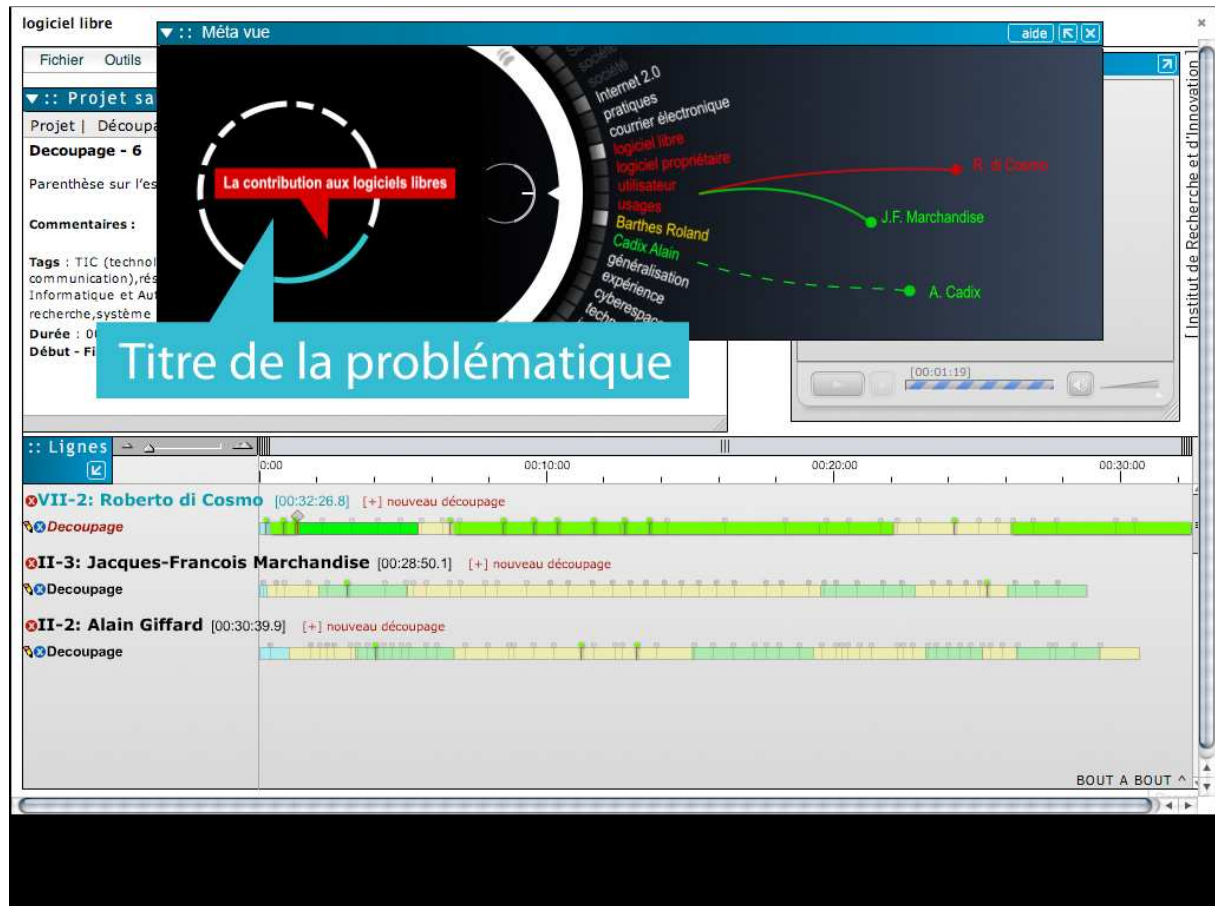 logiciel libre
▼ :: Méta vue
aide
Fichier Outils
▼ :: Projet sa
Projet | Découpa
Decoupage - 6
Parenthèse sur l'es
Commentaires :
Tags : TIC (technol
communication),rés
Informatique et Au
recherche,système
Durée : 0
Début - Fi
société
société
Internet 2.0
pratiques
courrier électronique
logiciel libre
logiciel propriétaire
utilisateur
usages
Barthes Roland
Cadix Alain
généralisation
expérience
cyberespac
techn
La contribution aux logiciels libres
R. di Cosmo
J.F. Marchandise
A. Cadix
Titre de la problématique
[ Institut de Recherche et d'Innovation ]
[00:01:19]
:: Lignes
0:00 00:10:00 00:20:00 00:30:00
VII-2: Roberto di Cosmo [00:32:26.8] [+] nouveau découpage
Decoupage
II-3: Jacques-Francois Marchandise [00:28:50.1] [+] nouveau découpage
Decoupage
II-2: Alain Giffard [00:30:39.9] [+] nouveau découpage
Decoupage
BOUT A BOUT ^